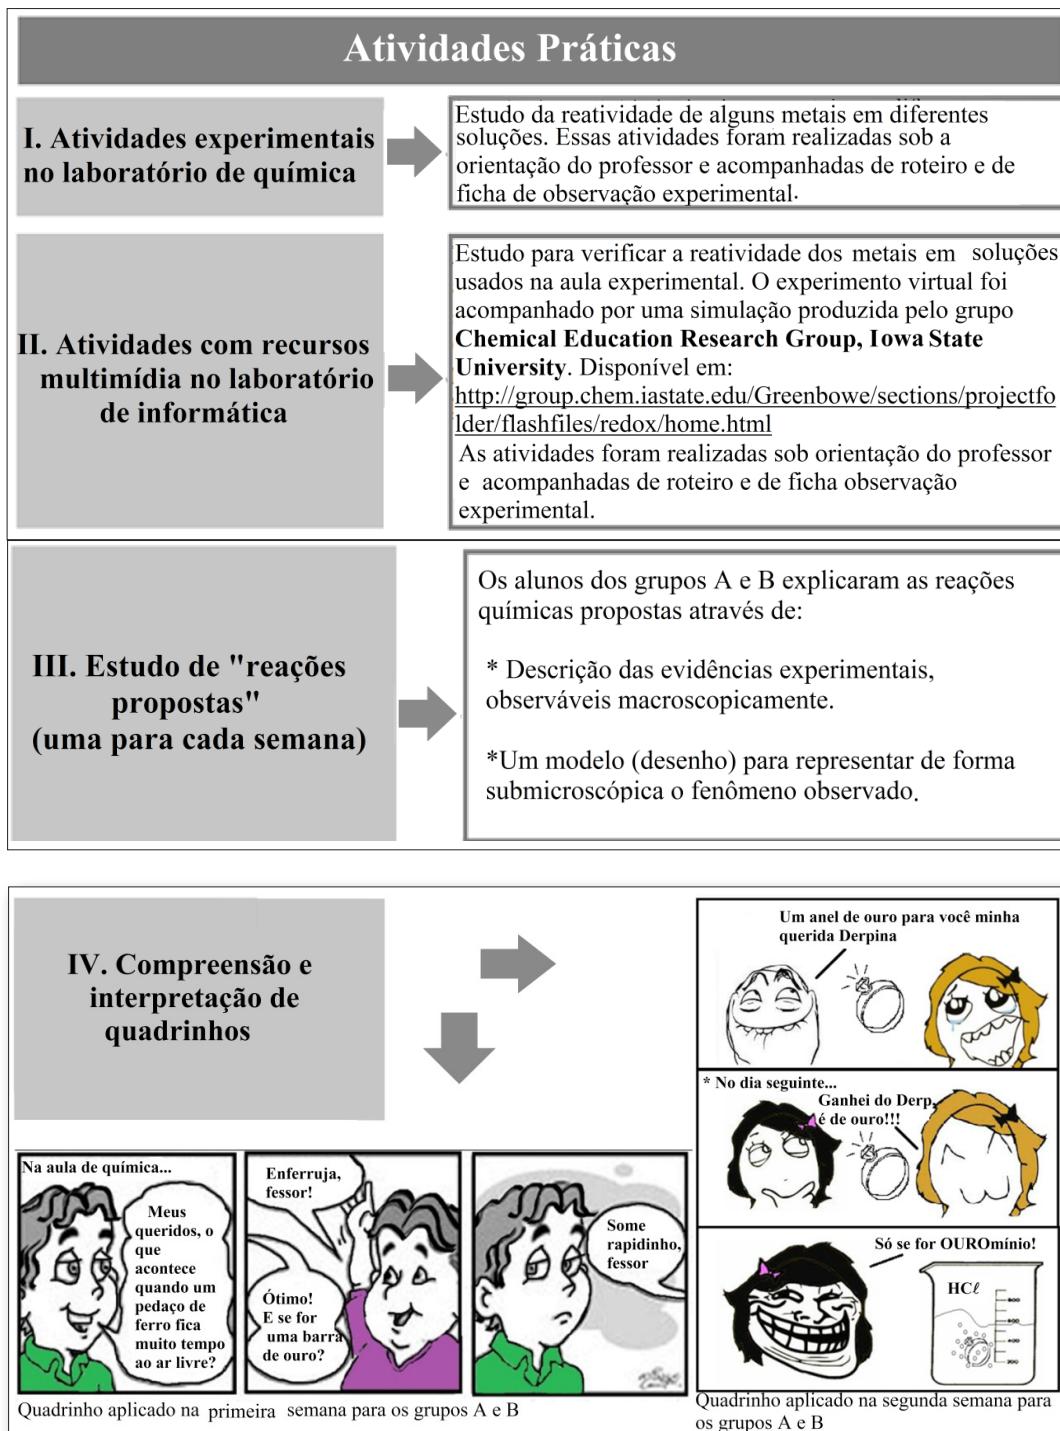 Atividades Práticas
I. Atividades experimentais
no laboratório de química
Estudo da reatividade de alguns metais em diferentes
soluções. Essas atividades foram realizadas sob a
orientação do professor e acompanhadas de roteiro e de
ficha de observação experimental.
II. Atividades com recursos
multimídia no laboratório
de informática
Estudo para verificar a reatividade dos metais em soluções
usados na aula experimental. O experimento virtual foi
acompanhado por uma simulação produzida pelo grupo
Chemical Education Research Group, Iowa State
University. Disponível em:
http://group.chem.iastate.edu/Greenbowe/sections/projectfo
lder/flashfiles/redox/home.html
As atividades foram realizadas sob orientação do professor
e acompanhadas de roteiro e de ficha observação
experimental.
III. Estudo de "reações
propostas"
(uma para cada semana)
Os alunos dos grupos A e B explicaram as reações
químicas propostas através de:
* Descrição das evidências experimentais,
observáveis macroscopicamente.
*Um modelo (desenho) para representar de forma
submicroscópica o fenômeno observado.
IV. Compreensão e
interpretação de
quadrinhos
Na aula de química...
Meus
queridos, o
que
acontece
quando um
pedaço de
ferro fica
muito tempo
ao ar livre?
Enferruja,
fessor!
Ótimo!
E se for
uma barra
de ouro?
Some
rapidinho,
fessor
Quadrinho aplicado na primeira semana para os grupos A e B
Um anel de ouro para você minha
querida Derpina
* No dia seguinte...
Ganhei do Derp,
é de ouro!!!
Só se for OUROmínio!
HCℓ
800
600
400
200
Quadrinho aplicado na segunda semana para
os grupos A e B